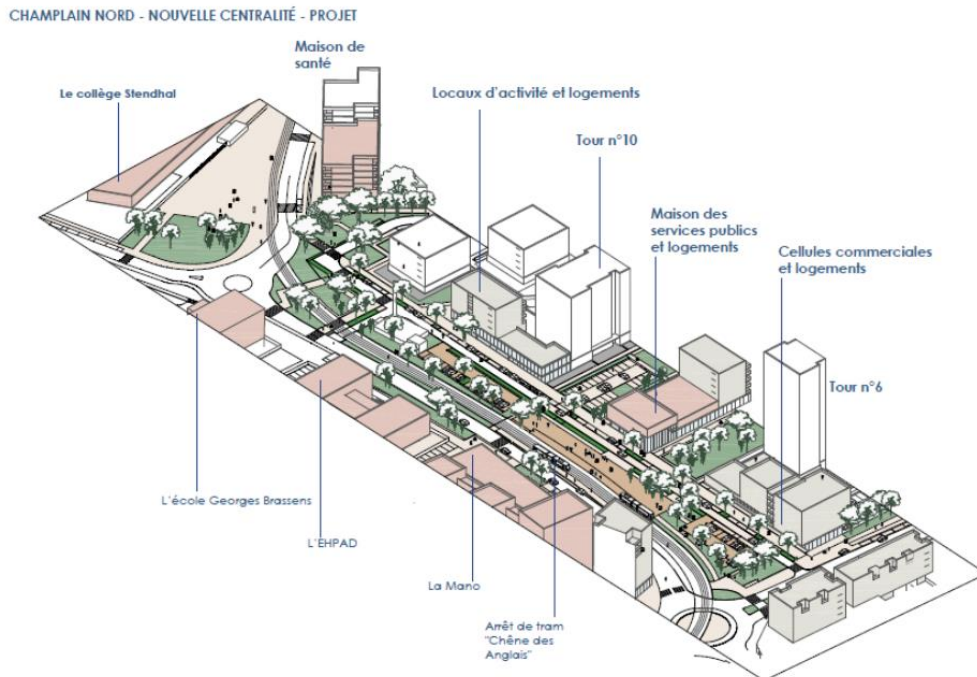 CHAMPLAIN NORD - NOUVELLE CENTRALITÉ - PROJET
Maison de
santé
Le collège Stendhal
Locaux d'activité et logements
Tour n°10
Maison des
services publics
et logements
Cellules commerciales
et logements
Tour n°6
L'école Georges Brassens
L'EHPAD
La Mano
Arrêt de tram
"Chêne des
Anglais"